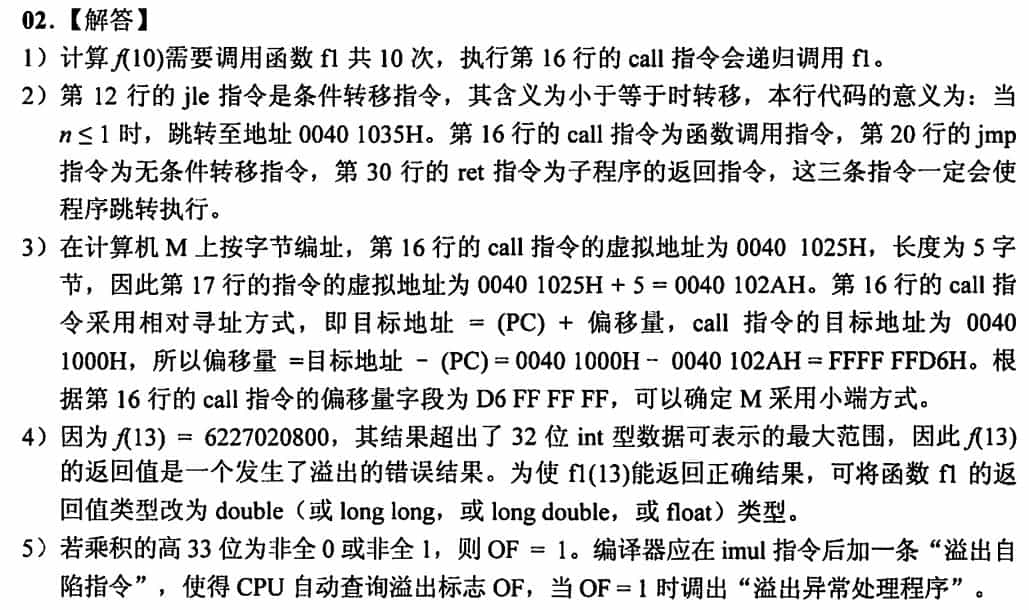 02.【解答】
1）计算 f(10)需要调用函数 f1 共 10 次，执行第 16 行的 call 指令会递归调用 f1。
2）第 12 行的 jle 指令是条件转移指令，其含义为小于等于时转移，本行代码的意义为：当
n ≤ 1 时，跳转至地址 0040 1035H。第 16 行的 call 指令为函数调用指令，第 20 行的 jmp
指令为无条件转移指令，第 30 行的 ret 指令为子程序的返回指令，这三条指令一定会使
程序跳转执行。
3）在计算机 M 上按字节编址，第 16 行的 call 指令的虚拟地址为 0040 1025H，长度为 5 字
节，因此第 17 行的指令的虚拟地址为 0040 1025H + 5 = 0040 102AH。第 16 行的 call 指
令采用相对寻址方式，即目标地址 = (PC) + 偏移量，call 指令的目标地址为 0040
1000H，所以偏移量 =目标地址 － (PC) = 0040 1000H－ 0040 102AH = FFFF FFD6H。根
据第 16 行的 call 指令的偏移量字段为 D6 FF FF FF，可以确定 M 采用小端方式。
4）因为 f(13) = 6227020800，其结果超出了 32 位 int 型数据可表示的最大范围，因此 f(13)
的返回值是一个发生了溢出的错误结果。为使 f1(13)能返回正确结果，可将函数 f1 的返
回值类型改为 double（或 long long，或 long double，或 float）类型。
5）若乘积的高 33 位为非全 0 或非全 1，则 OF = 1。编译器应在 imul 指令后加一条“溢出自
陷指令”，使得 CPU 自动查询溢出标志 OF，当 OF = 1 时调出“溢出异常处理程序”。